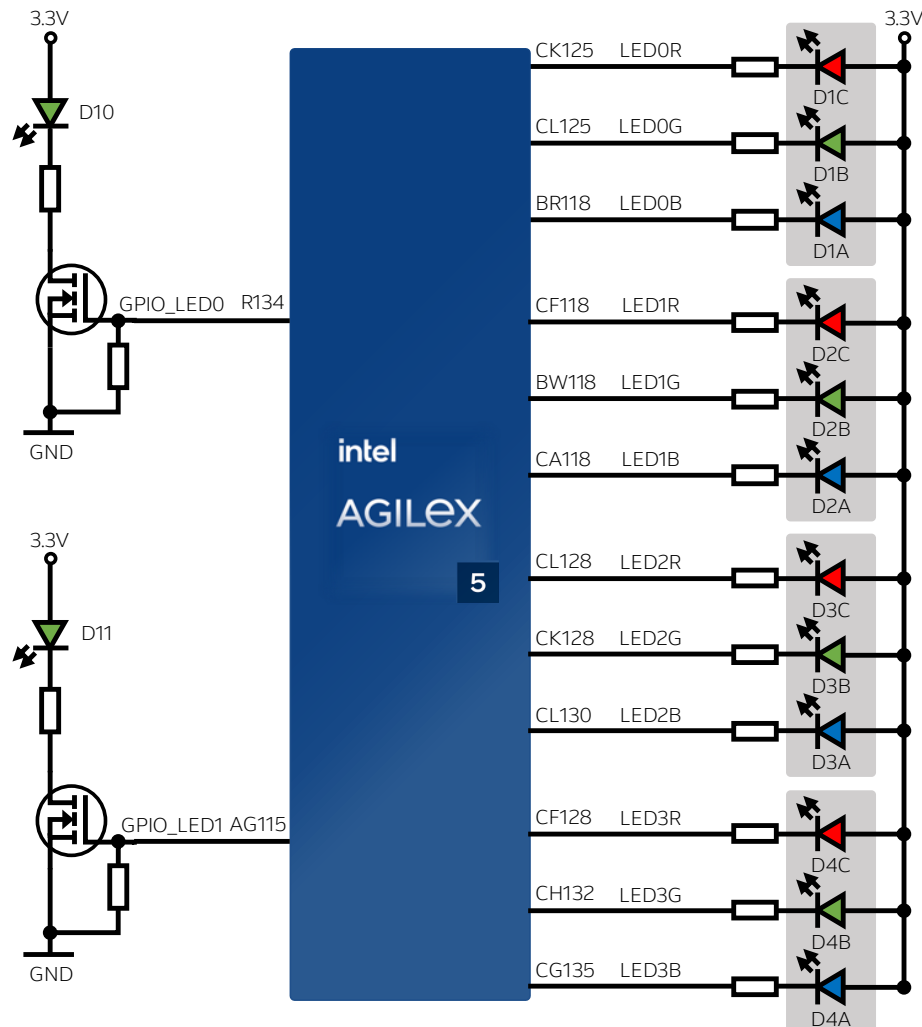 3.3V
D10
GPIO_LED0 R134
GND
3.3V
D11
GPIO_LED1 AG115
GND
intel
AGILEX
5
3.3V
CK125 LED0R
D1C
CL125 LED0G
D1B
BR118 LED0B
D1A
CF118 LED1R
D2C
BW118 LED1G
D2B
CA118 LED1B
D2A
CL128 LED2R
D3C
CK128 LED2G
D3B
CL130 LED2B
D3A
CF128 LED3R
D4C
CH132 LED3G
D4B
CG135 LED3B
D4A